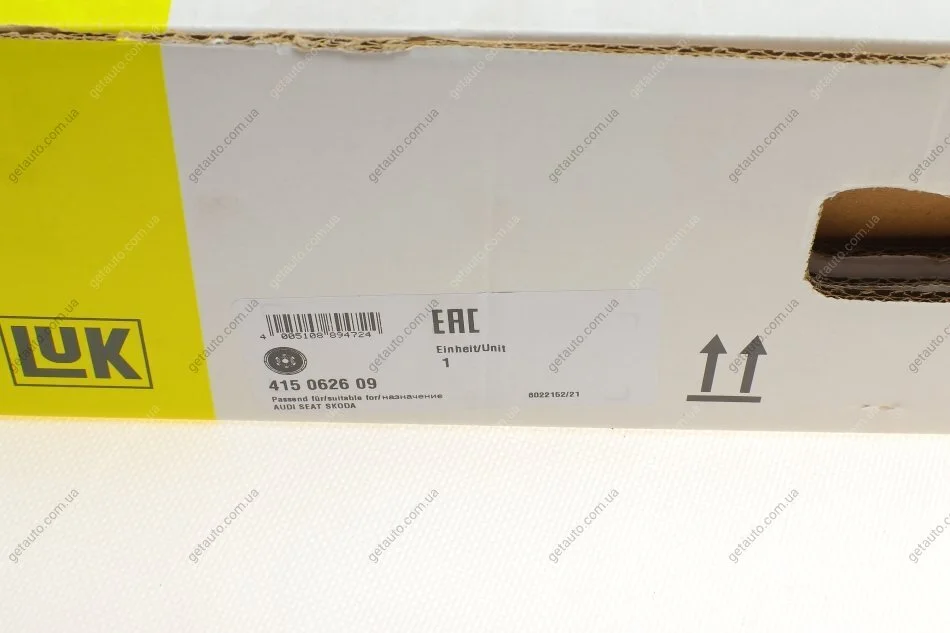 LUK
4 005108 894724
EAC
Einheit/Unit
1
415 0626 09
Passend für/suitable for/назначение
AUDI SEAT SKODA
6022152/21
getauto.com.ua